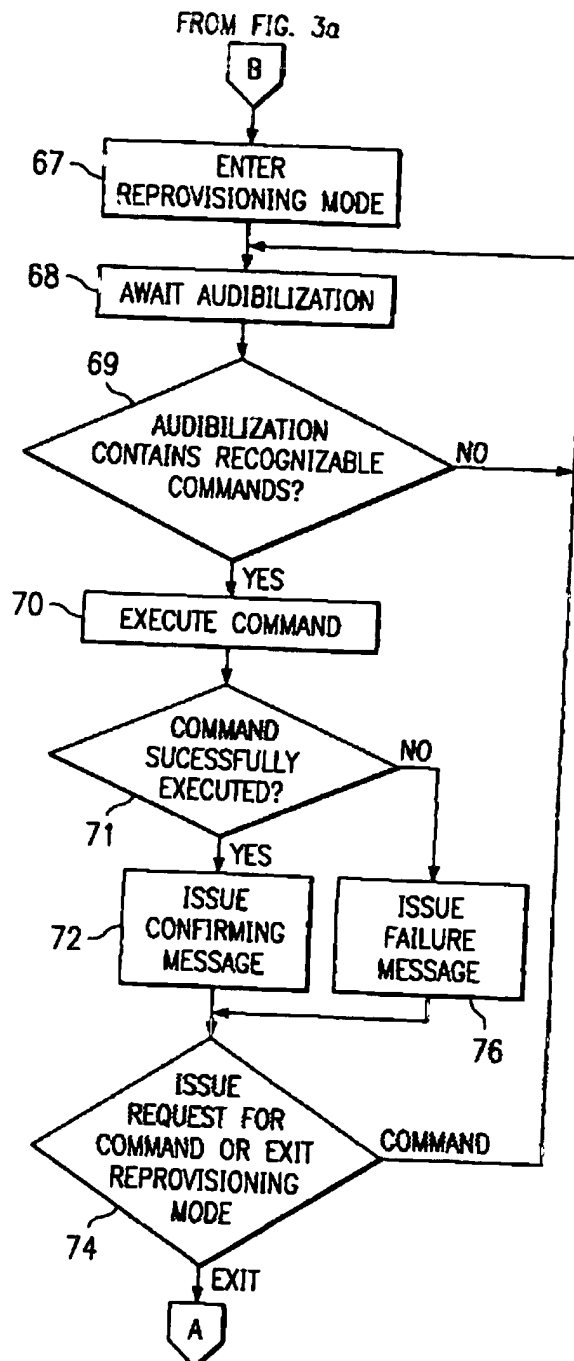 FROM FIG. 3a
B
67
ENTER
REPROVISIONING MODE
68
AWAIT AUDIBILIZATION
69
AUDIBILIZATION
CONTAINS RECOGNIZABLE
COMMANDS?
NO
YES
70
EXECUTE COMMAND
COMMAND
SUCESSFULLY
EXECUTED?
NO
71
YES
72
ISSUE
CONFIRMING
MESSAGE
ISSUE
FAILURE
MESSAGE
76
ISSUE
REQUEST FOR
COMMAND OR EXIT
REPROVISIONING
MODE
COMMAND
74
EXIT
A